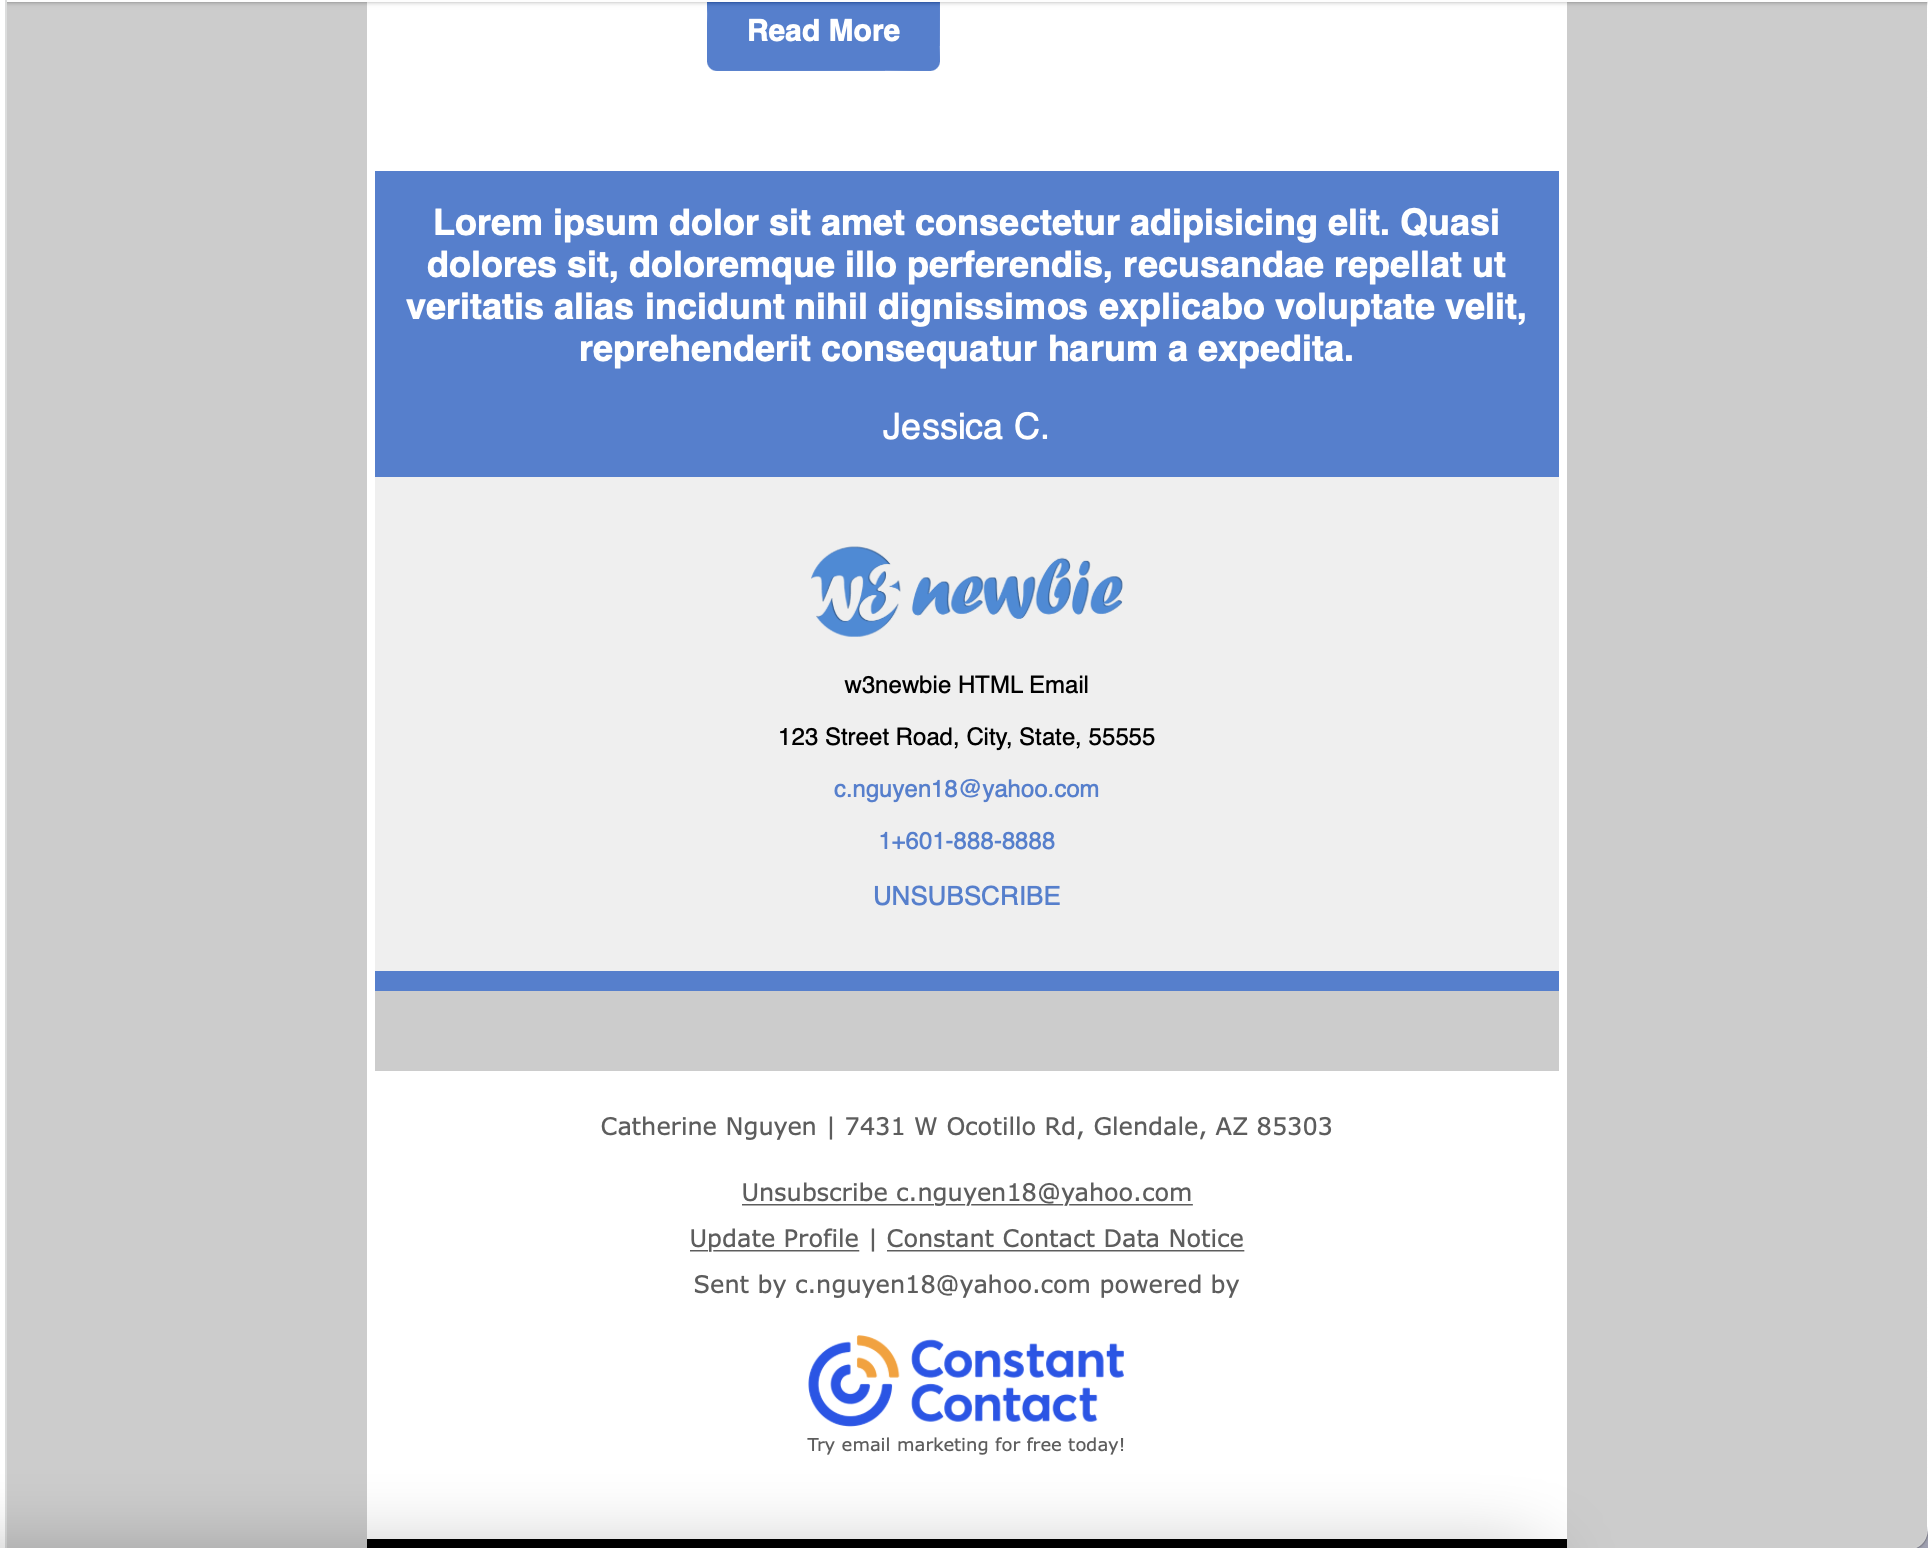 Read More
Lorem ipsum dolor sit amet consectetur adipisicing elit. Quasi
dolores sit, doloremque illo perferendis, recusandae repellat ut
veritatis alias incidunt nihil dignissimos explicabo voluptate velit,
reprehenderit consequatur harum a expedita.
Jessica C.
w3 newbie
w3newbie HTML Email
123 Street Road, City, State, 55555
c.nguyen18@yahoo.com
1+601-888-8888
UNSUBSCRIBE
Catherine Nguyen | 7431 W Ocotillo Rd, Glendale, AZ 85303
Unsubscribe c.nguyen18@yahoo.com
Update Profile | Constant Contact Data Notice
Sent by c.nguyen18@yahoo.com powered by
Constant
Contact
Try email marketing for free today!